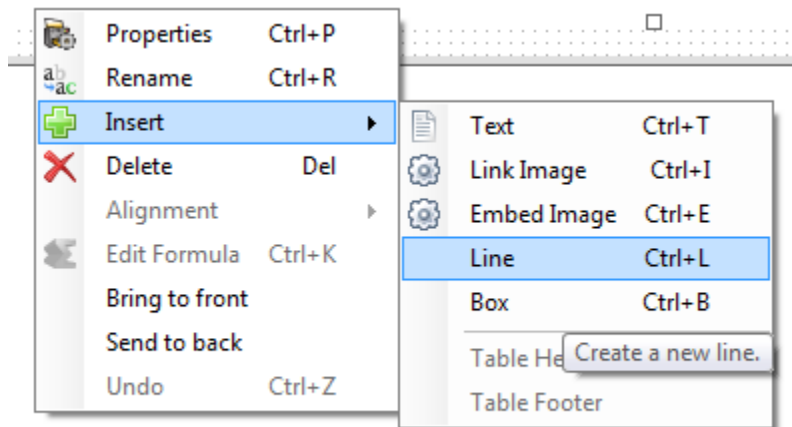 Properties Ctrl+P
ab
ac
Rename Ctrl+R
Insert
Delete Del
Alignment
Edit Formula Ctrl+K
Bring to front
Send to back
Undo Ctrl+Z
Text Ctrl+T
Link Image Ctrl+I
Embed Image Ctrl+E
Line Ctrl+L
Box Ctrl+B
Table He
Create a new line.
Table Footer